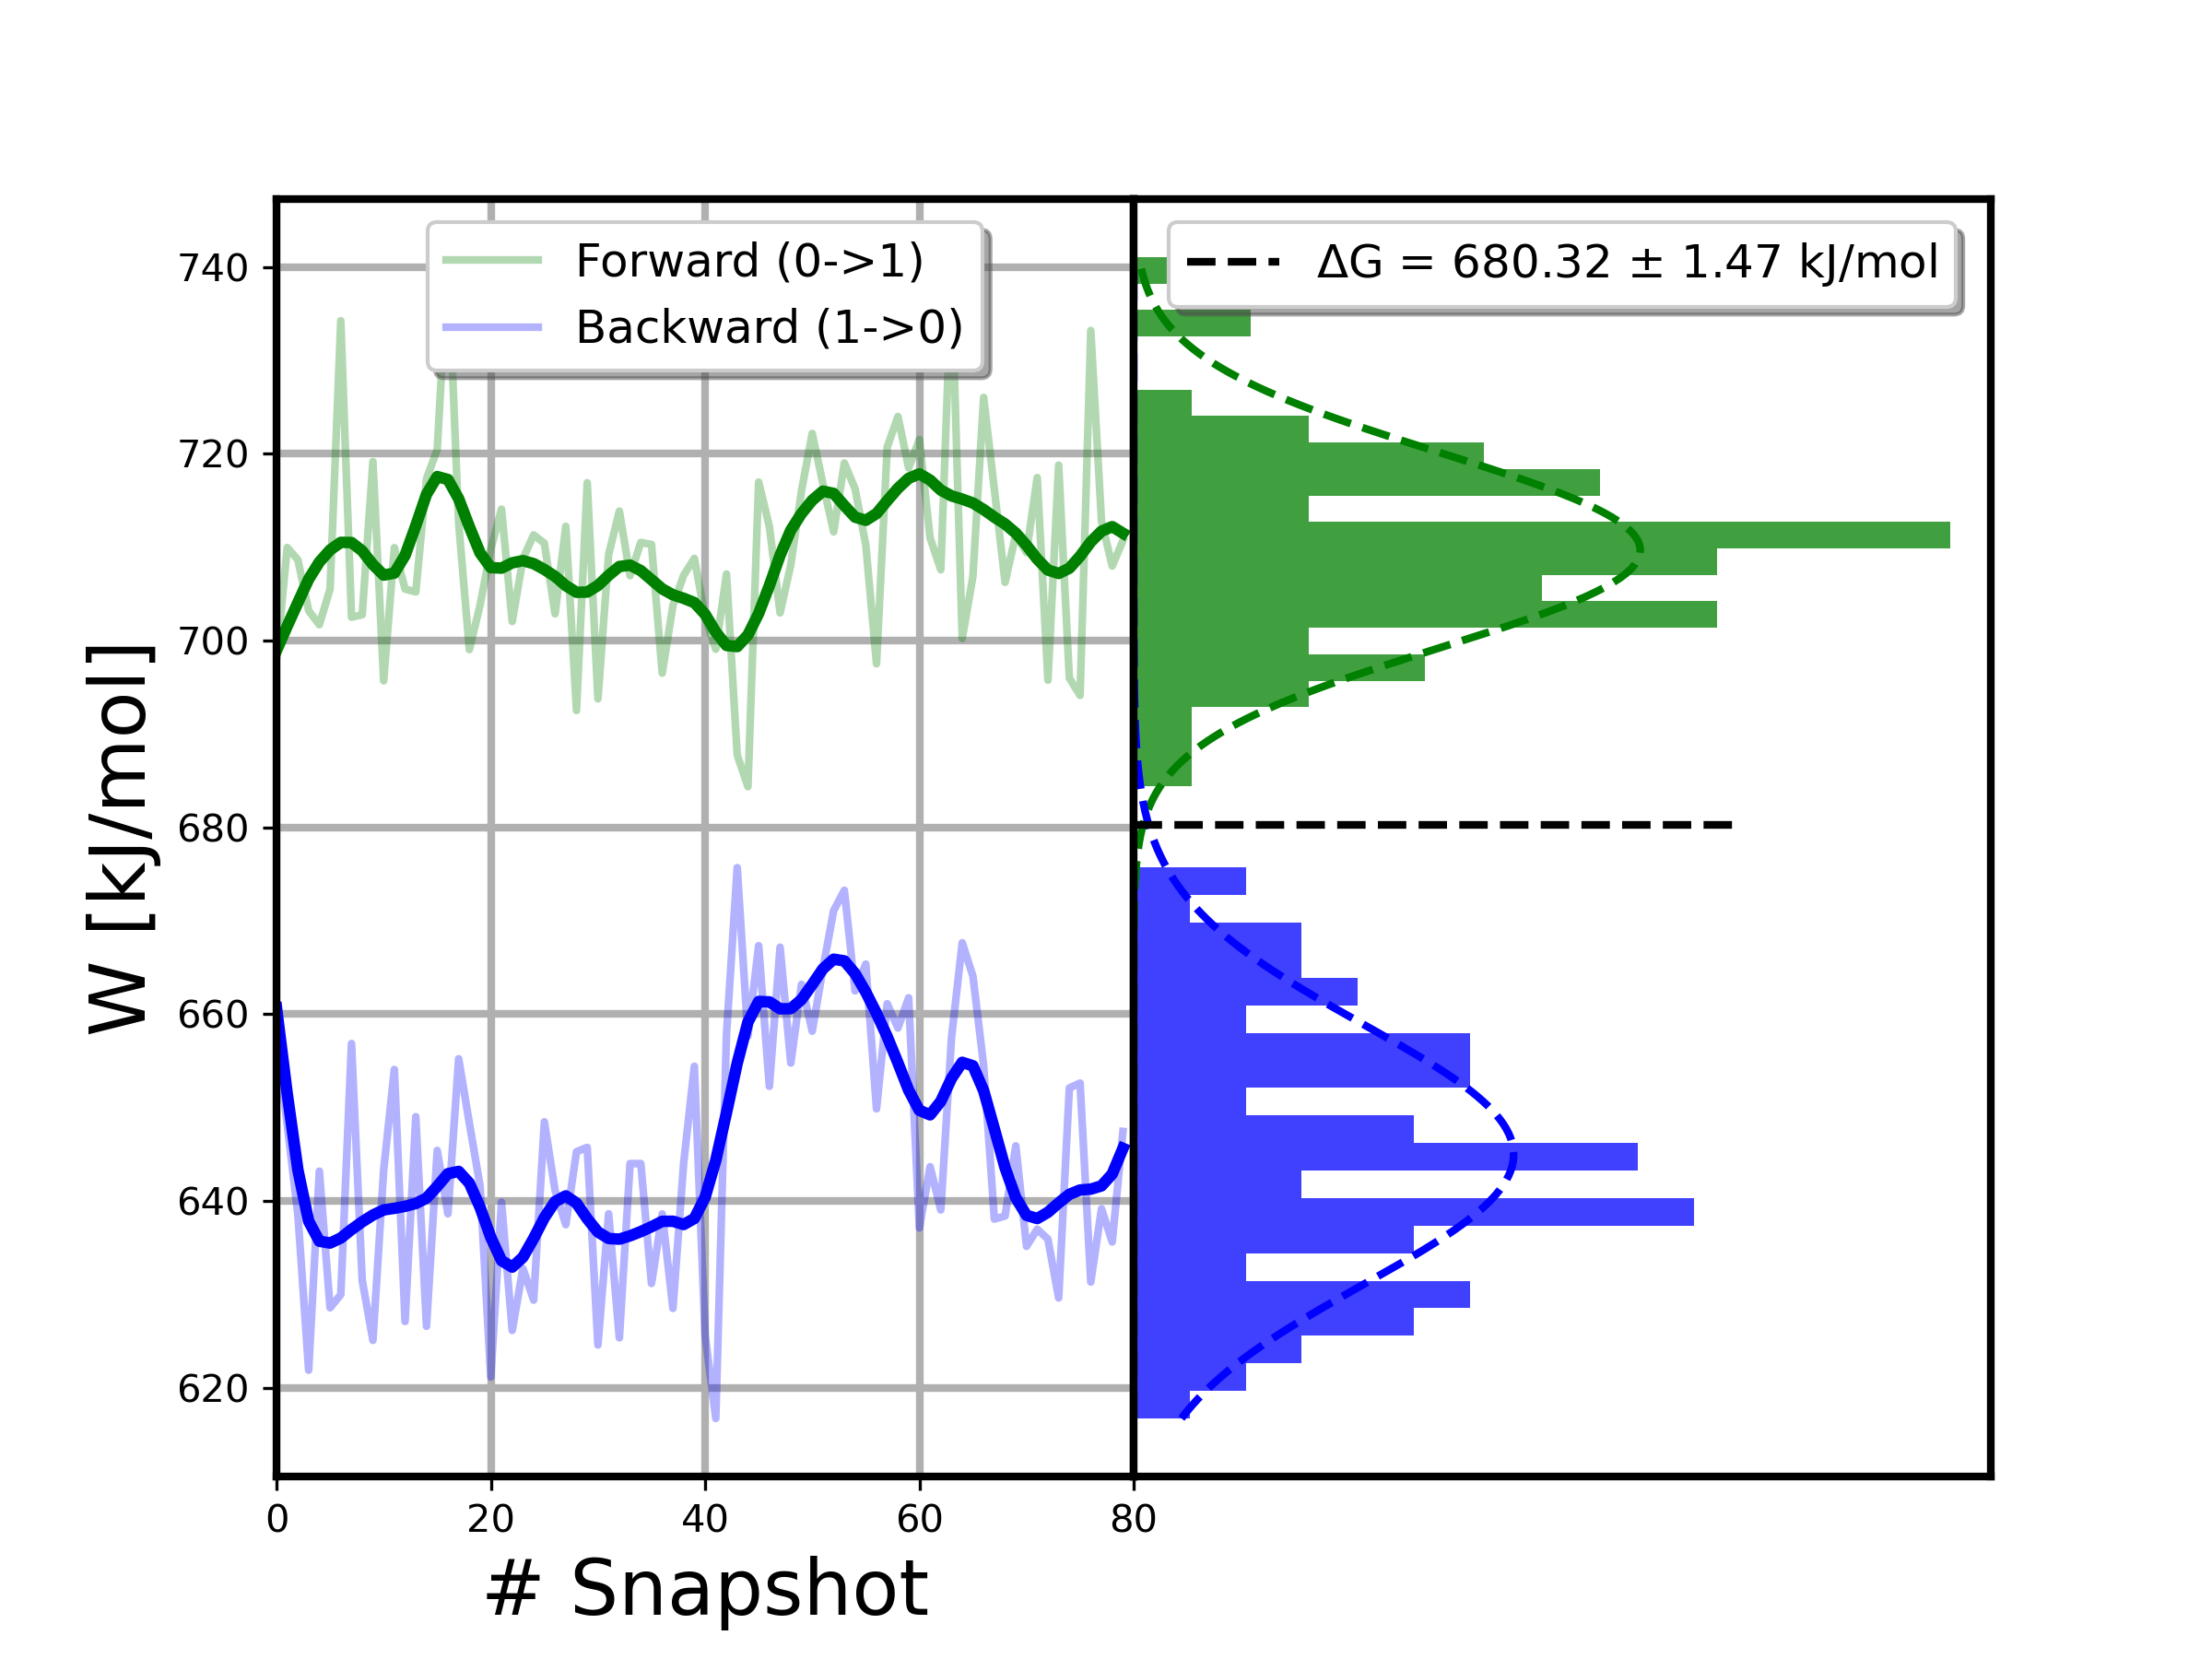 Forward (0->1)
Backward (1->0)
ΔG = 680.32 ± 1.47 kJ/mol
W [kJ/mol]
740
720
700
680
660
640
620
0 20 40 60 80
# Snapshot